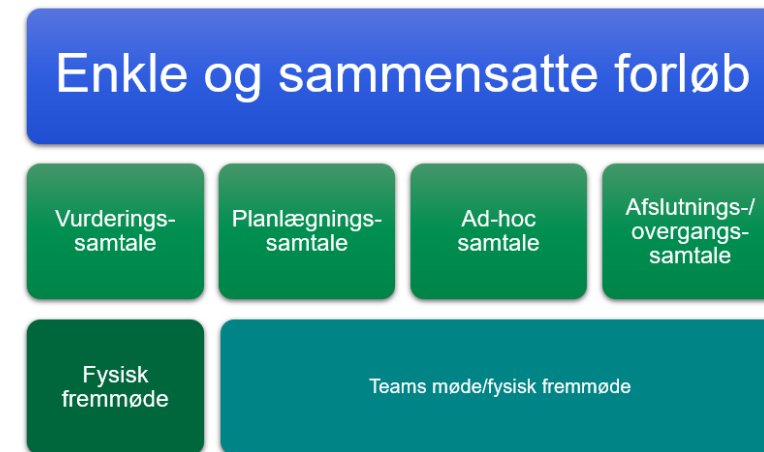 Enkle og sammensatte forløb
Vurderings-
samtale
Planlægnings-
samtale
Ad-hoc
samtale
Afslutnings-/
overgangs-
samtale
Fysisk
fremmøde
Teams møde/fysisk fremmøde